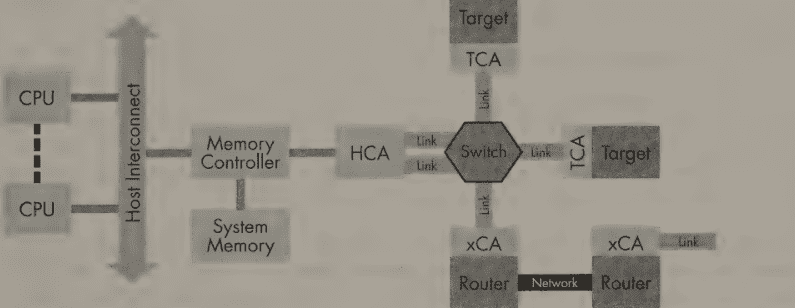 Target
TCA
Link
CPU
Host Interconnect
Memory
Controller
HCA
Link
Link
Switch
Link
TCA
Target
CPU
System
Memory
Link
xCA
Router
Network
xCA
Router
Link